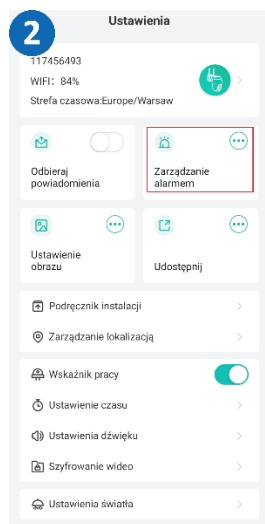 2
Ustawienia
117456493
WIFI: 84%
Strefa czasowa:Europe/Warsaw
Odbieraj
powiadomienia
Zarządzanie
alarmem
Ustawienie
obrazu
Udostępnij
Podręcznik instalacji
Zarządzanie lokalizacją
Wskaźnik pracy
Ustawienie czasu
Ustawienia dźwięku
Szyfrowanie wideo
Ustawienia światła